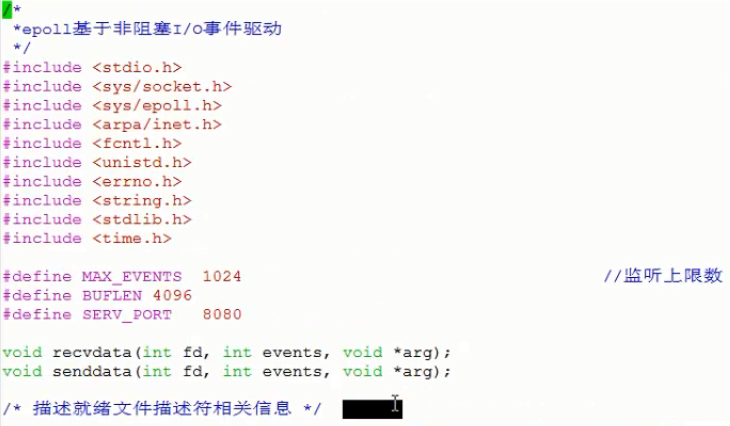 /*
 *epoll基于非阻塞I/O事件驱动
 */
#include <stdio.h>
#include <sys/socket.h>
#include <sys/epoll.h>
#include <arpa/inet.h>
#include <fcntl.h>
#include <unistd.h>
#include <errno.h>
#include <string.h>
#include <stdlib.h>
#include <time.h>
#define MAX_EVENTS  1024                                    //监听上限数
#define BUFLEN 4096
#define SERV_PORT   8080
void recvdata(int fd, int events, void *arg);
void senddata(int fd, int events, void *arg);
/* 描述就绪文件描述符相关信息 */